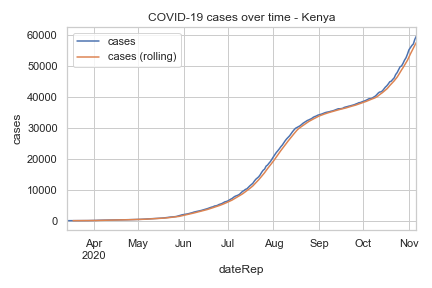 COVID-19 cases over time - Kenya
cases
cases (rolling)
60000
50000
40000
30000
20000
10000
0
cases
Apr
2020
May
Jun
Jul
Aug
Sep
Oct
Nov
dateRep